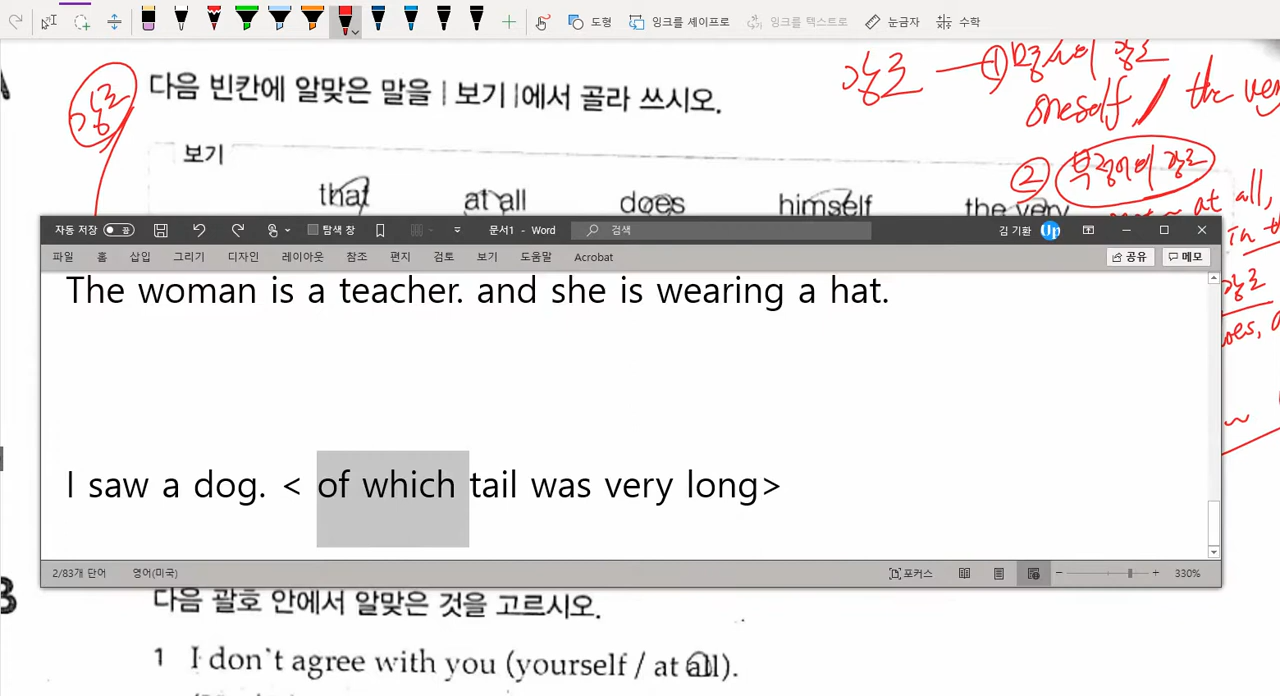 도형 잉크를 셰이프로 잉크를 텍스트로 눈금자 수학
강조 ① 명사의 강조
oneself, / the very
강조
다음 빈칸에 알맞은 말을 | 보기 |에서 골라 쓰시오.
보기
that at all does himself the very
② 부정어의 강조
at all,
자동 저장 끔 탐색 창 문서1 - Word 검색 김 기환 Up
파일 홈 삽입 그리기 디자인 레이아웃 참조 편지 검토 보기 도움말 Acrobat 공유 메모
The woman is a teacher. and she is wearing a hat.
강조
I saw a dog. < of which tail was very long>
2/83개 단어 영어(미국) 포커스 330%
B
다음 괄호 안에서 알맞은 것을 고르시오.
1 I don't agree with you (yourself / at all).